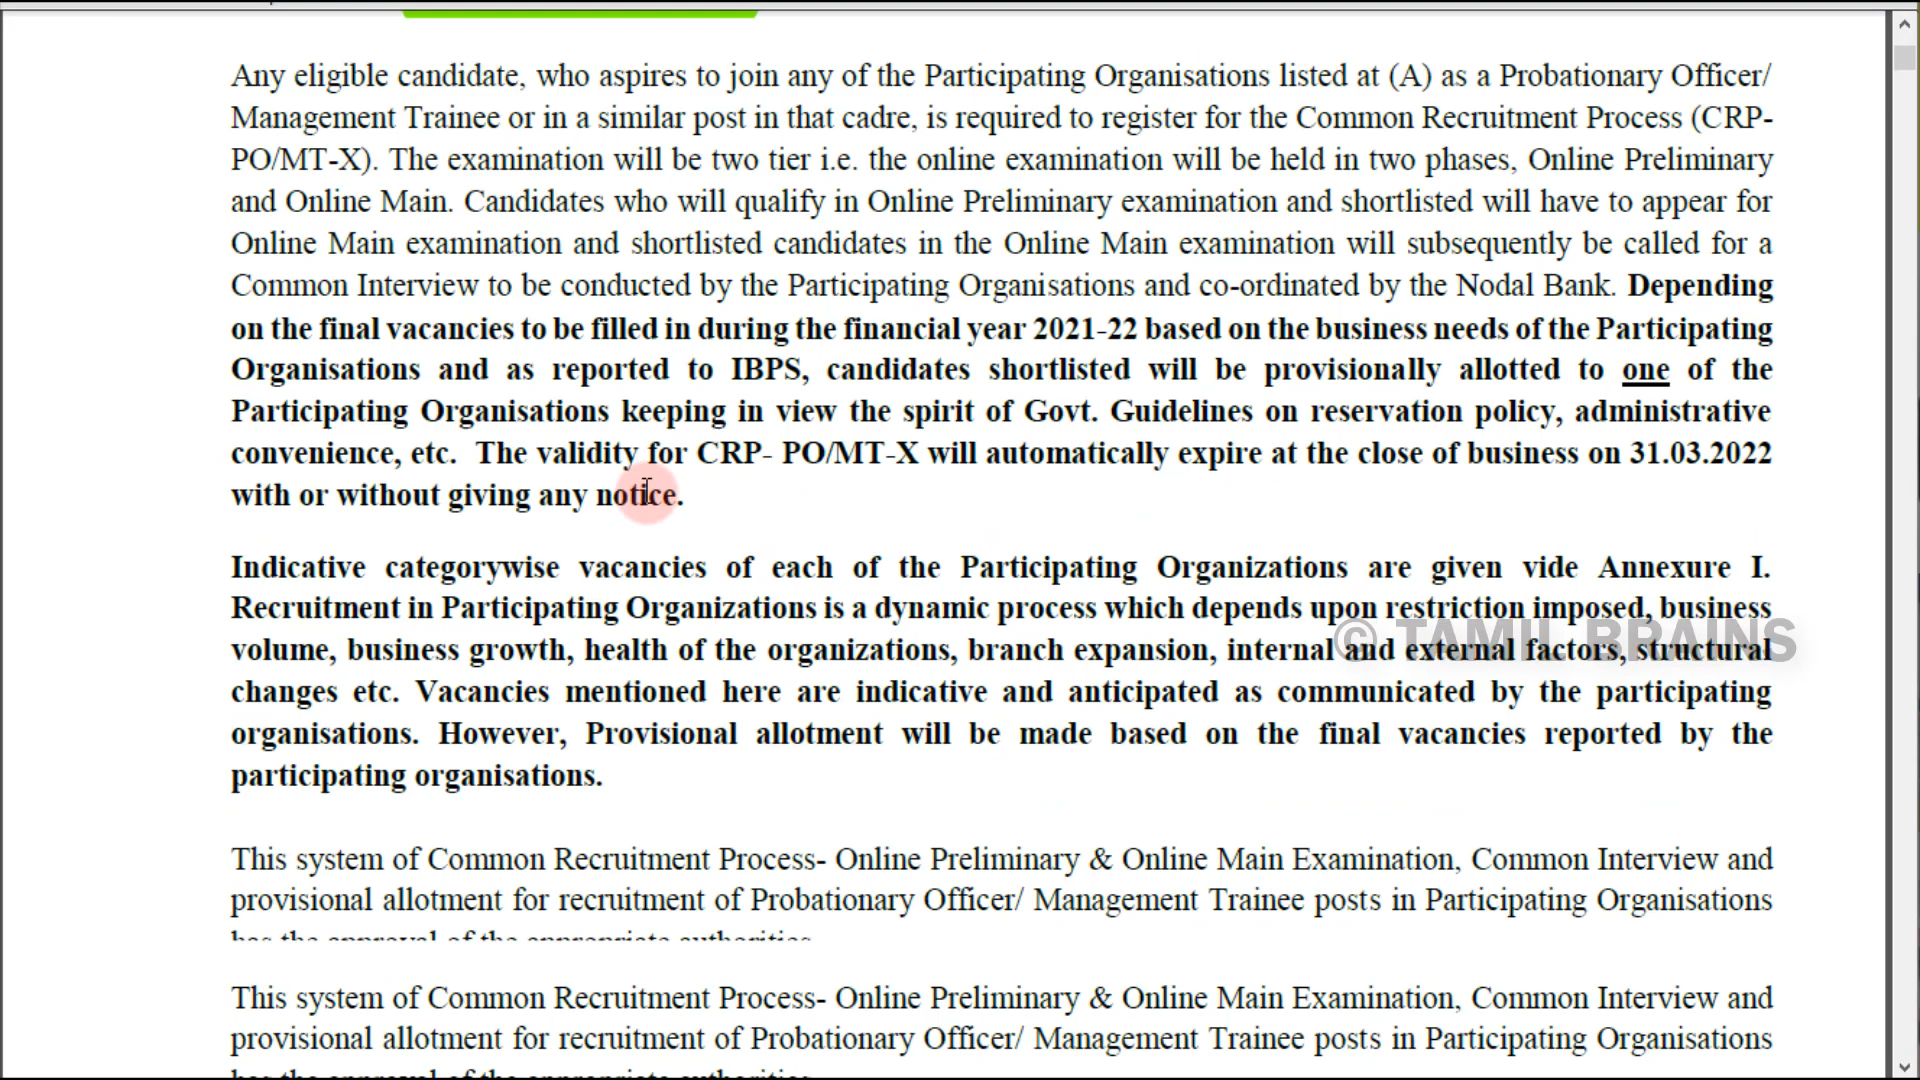 Any eligible candidate, who aspires to join any of the Participating Organisations listed at (A) as a Probationary Officer/
Management Trainee or in a similar post in that cadre, is required to register for the Common Recruitment Process (CRP-
PO/MT-X). The examination will be two tier i.e. the online examination will be held in two phases, Online Preliminary
and Online Main. Candidates who will qualify in Online Preliminary examination and shortlisted will have to appear for
Online Main examination and shortlisted candidates in the Online Main examination will subsequently be called for a
Common Interview to be conducted by the Participating Organisations and co-ordinated by the Nodal Bank. Depending
on the final vacancies to be filled in during the financial year 2021-22 based on the business needs of the Participating
Organisations and as reported to IBPS, candidates shortlisted will be provisionally allotted to one of the
Participating Organisations keeping in view the spirit of Govt. Guidelines on reservation policy, administrative
convenience, etc. The validity for CRP- PO/MT-X will automatically expire at the close of business on 31.03.2022
with or without giving any notice.
Indicative categorywise vacancies of each of the Participating Organizations are given vide Annexure I.
Recruitment in Participating Organizations is a dynamic process which depends upon restriction imposed, business
© TAMIL BRAINS
volume, business growth, health of the organizations, branch expansion, internal and external factors, structural
changes etc. Vacancies mentioned here are indicative and anticipated as communicated by the participating
organisations. However, Provisional allotment will be made based on the final vacancies reported by the
participating organisations.
This system of Common Recruitment Process- Online Preliminary & Online Main Examination, Common Interview and
provisional allotment for recruitment of Probationary Officer/ Management Trainee posts in Participating Organisations
has the approval of the appropriate authorities.
This system of Common Recruitment Process- Online Preliminary & Online Main Examination, Common Interview and
provisional allotment for recruitment of Probationary Officer/ Management Trainee posts in Participating Organisations
has the approval of the appropriate authorities.